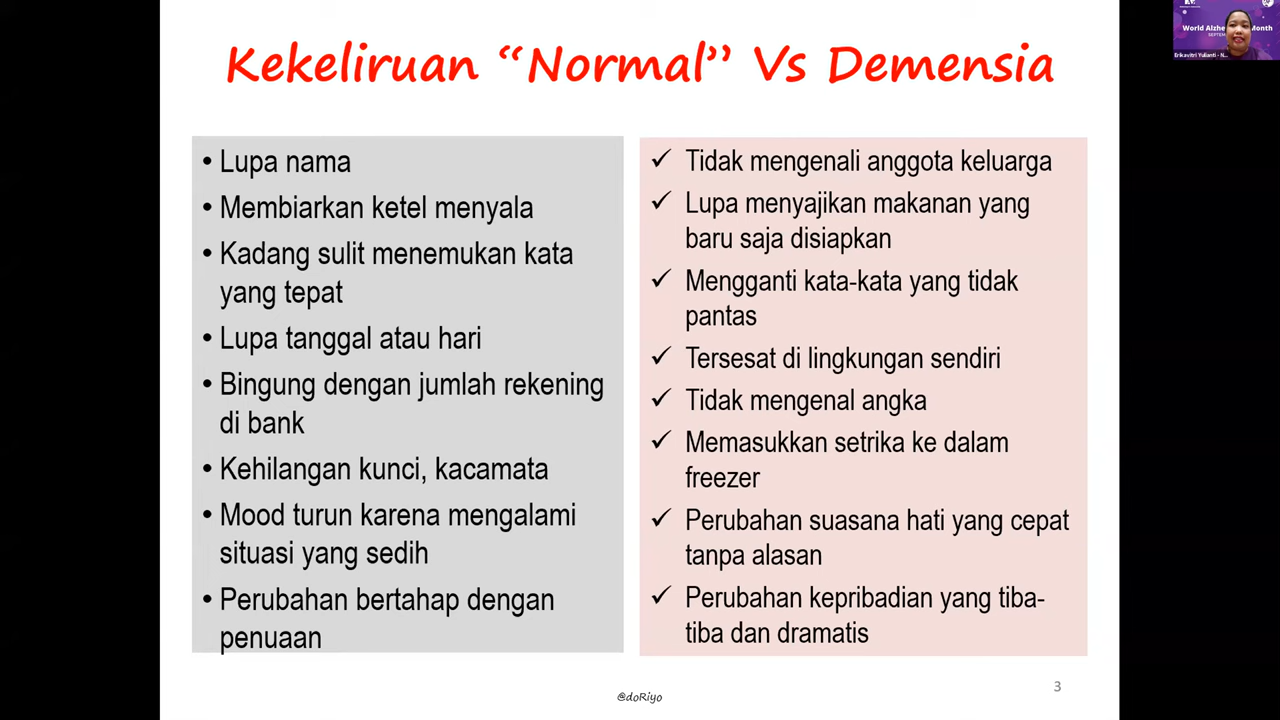 Kekeliruan “Normal” Vs Demensia
• Lupa nama
• Membiarkan ketel menyala
• Kadang sulit menemukan kata
yang tepat
• Lupa tanggal atau hari
• Bingung dengan jumlah rekening
di bank
• Kehilangan kunci, kacamata
• Mood turun karena mengalami
situasi yang sedih
• Perubahan bertahap dengan
penuaan
✓ Tidak mengenali anggota keluarga
✓ Lupa menyajikan makanan yang
baru saja disiapkan
✓ Mengganti kata-kata yang tidak
pantas
✓ Tersesat di lingkungan sendiri
✓ Tidak mengenal angka
✓ Memasukkan setrika ke dalam
freezer
✓ Perubahan suasana hati yang cepat
tanpa alasan
✓ Perubahan kepribadian yang tiba-
tiba dan dramatis
@doRiyo
3
World Alzhe Month
Erikavitri Yulianti - N...